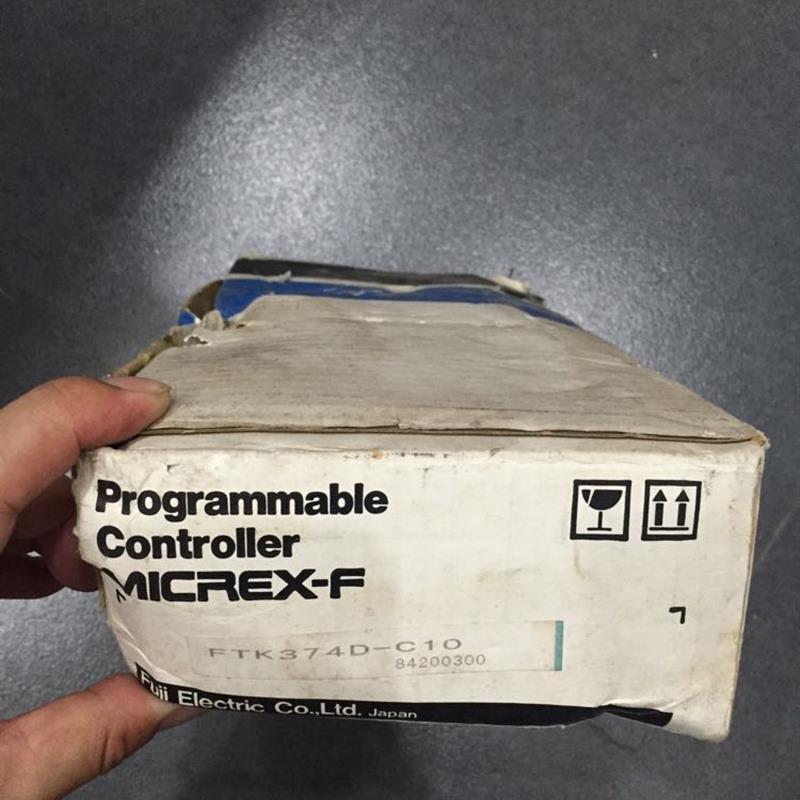 Programmable
Controller
MICREX-F
FTK374D-C10
84200300
Fuji Electric Co.,Ltd. Japan